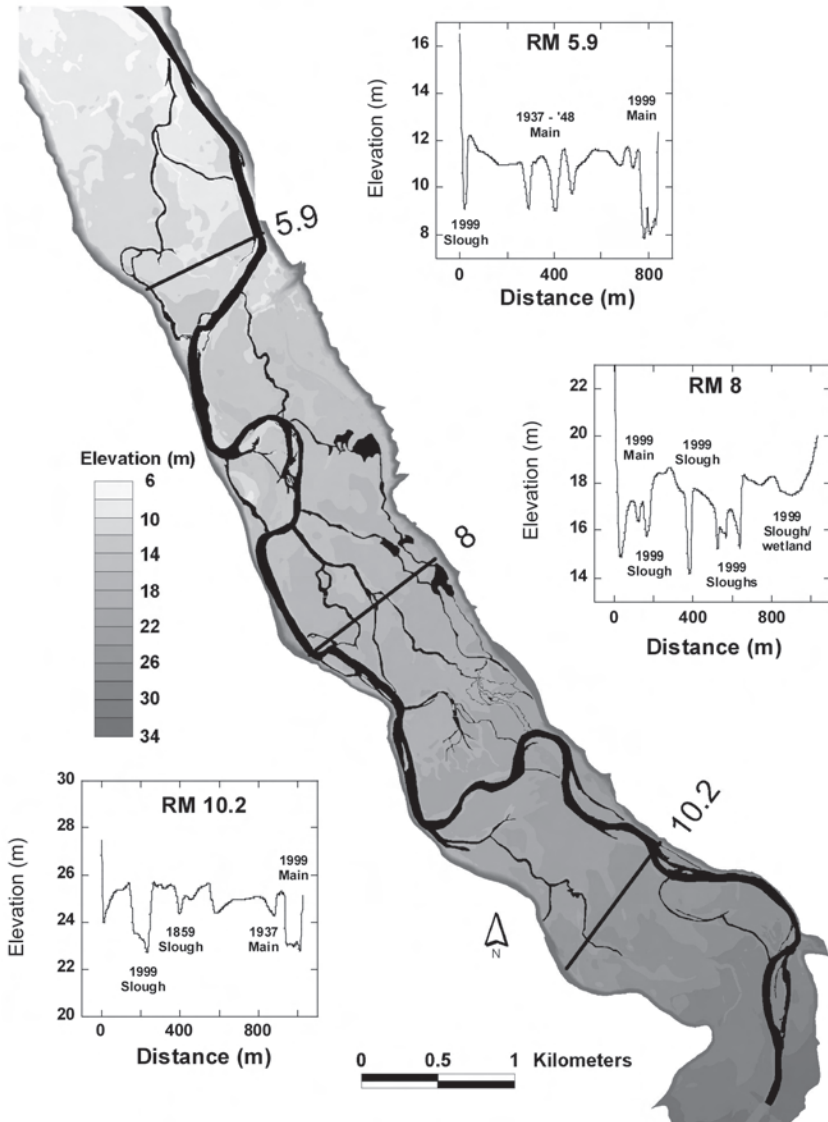 RM 5.9
Elevation (m)
16
14
12
10
8
1937 - '48
Main
1999
Main
1999
Slough
0
400
800
Distance (m)
5.9
RM 8
Elevation (m)
22
20
18
16
14
1999
Main
1999
Slough
1999
Slough
1999
Sloughs
1999
Slough/
wetland
0
400
800
Distance (m)
8
Elevation (m)
6
10
14
18
22
26
30
34
RM 10.2
Elevation (m)
30
28
26
24
22
20
1999
Slough
1859
Slough
1937
Main
1999
Main
0
400
800
Distance (m)
10.2
N
0
0.5
1
Kilometers